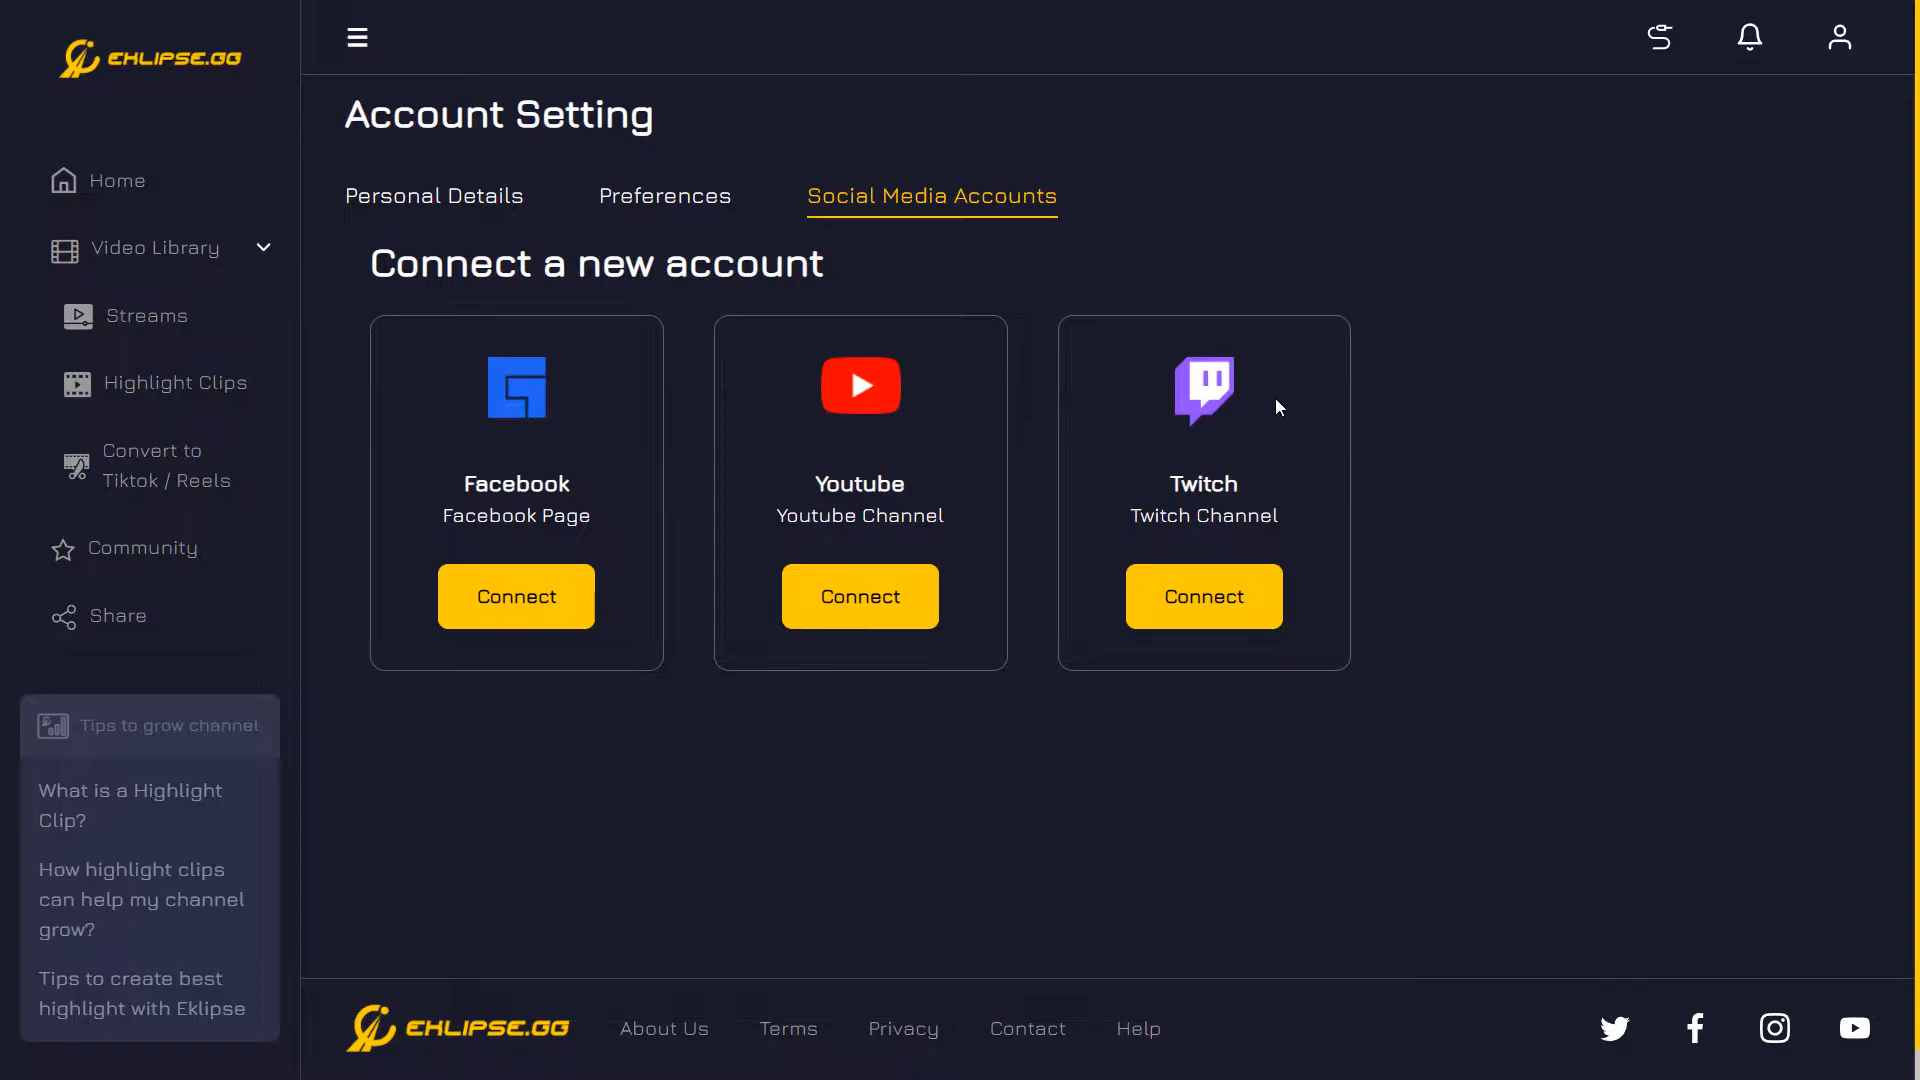 EKLIPSE.GG
Home
Video Library
Streams
Highlight Clips
Convert to
Tiktok / Reels
Community
Share
Tips to grow channel
What is a Highlight
Clip?
How highlight clips
can help my channel
grow?
Tips to create best
highlight with Eklipse
Account Setting
Personal Details
Preferences
Social Media Accounts
Connect a new account
Facebook
Facebook Page
Connect
Youtube
Youtube Channel
Connect
Twitch
Twitch Channel
Connect
EKLIPSE.GG
About Us
Terms
Privacy
Contact
Help